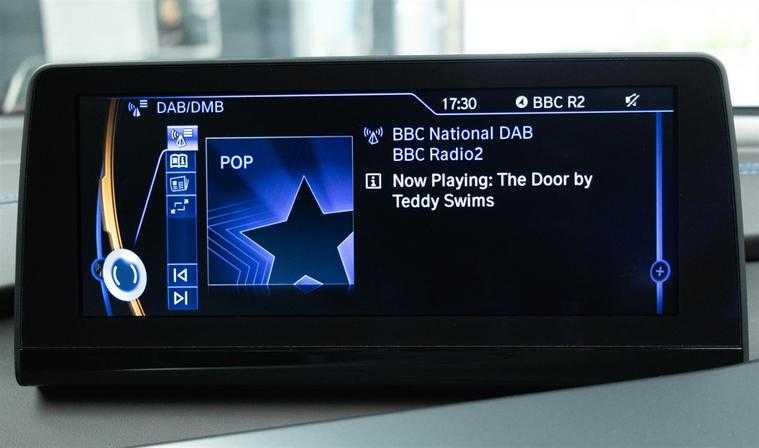 DAB/DMB
17:30
BBC R2
POP
BBC National DAB
BBC Radio2
Now Playing: The Door by
Teddy Swims